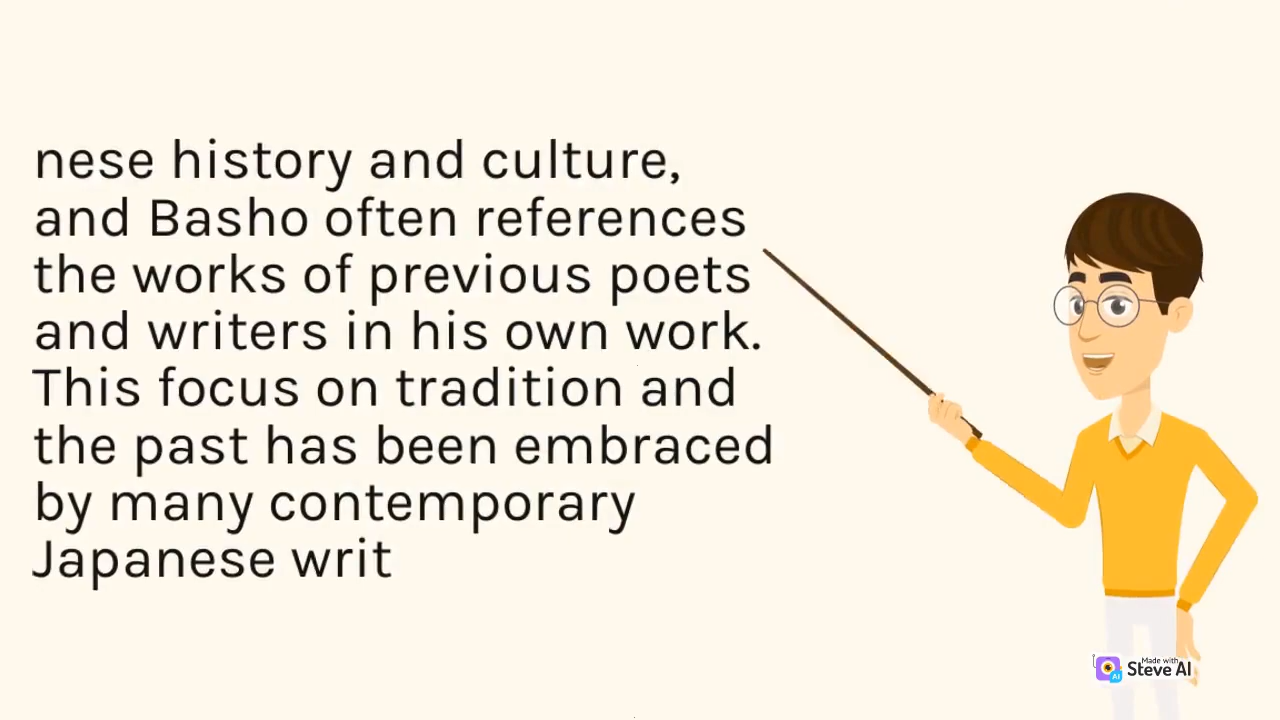 nese history and culture,
and Basho often references
the works of previous poets
and writers in his own work.
This focus on tradition and
the past has been embraced
by many contemporary
Japanese writ
Made with
Steve AI
AI